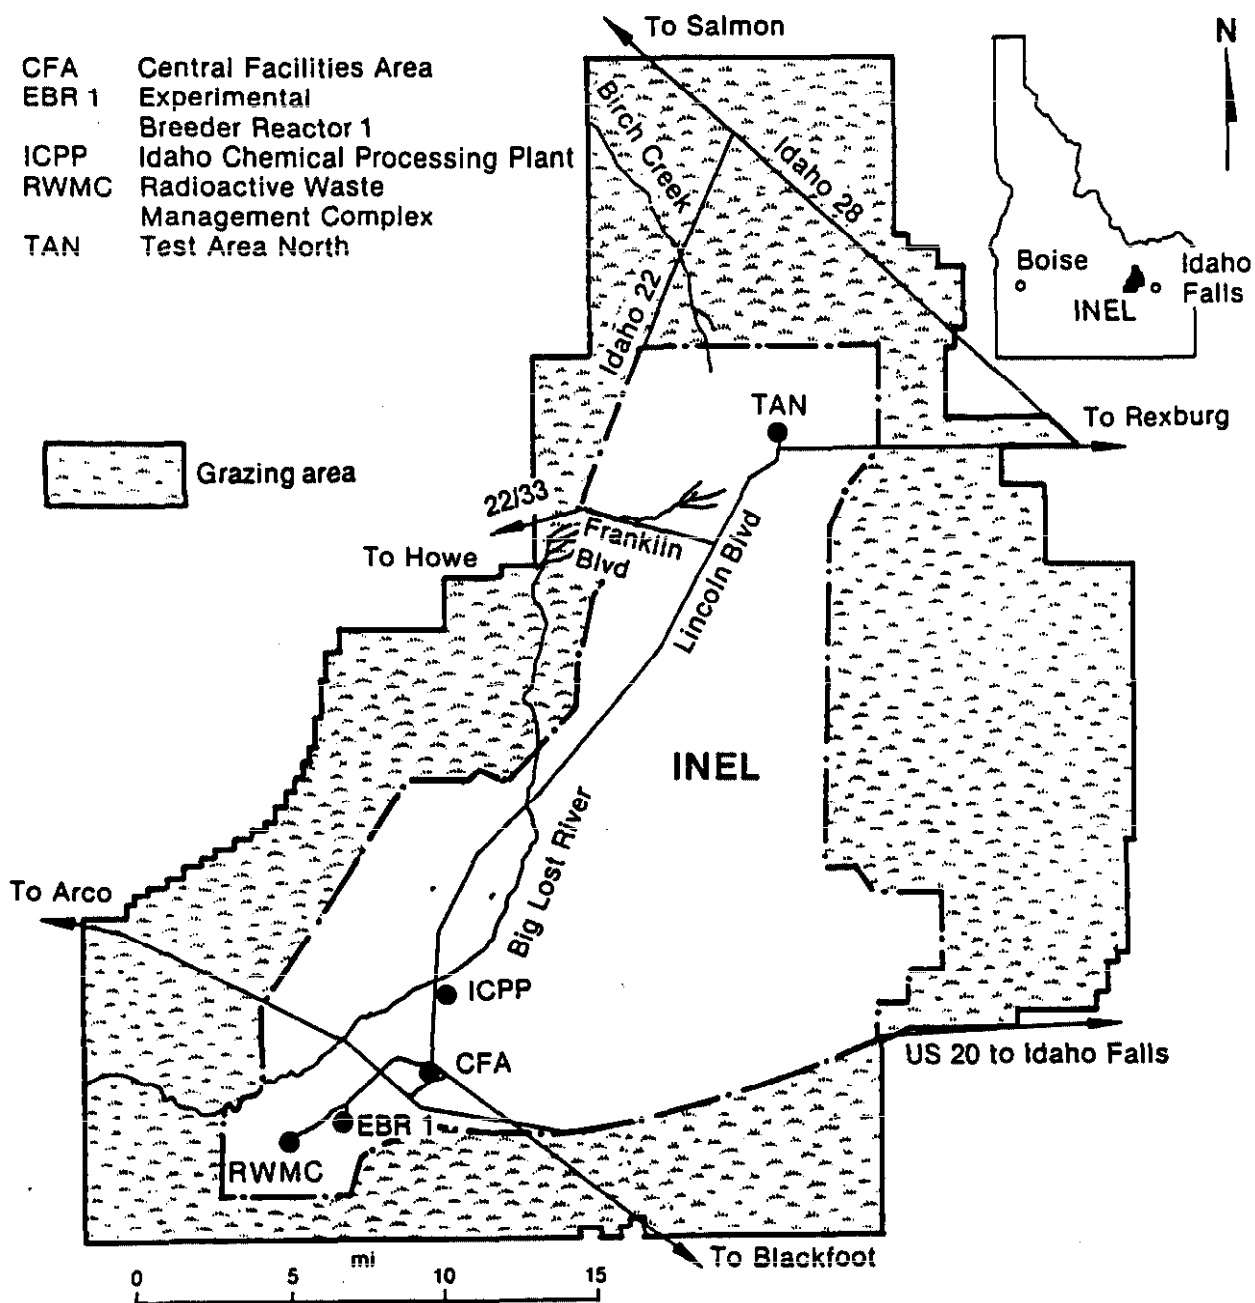 To Salmon
N
CFA Central Facilities Area
EBR 1 Experimental
Breeder Reactor 1
ICPP Idaho Chemical Processing Plant
RWMC Radioactive Waste
Management Complex
TAN Test Area North
Birch Creek
Idaho 28
Idaho 22
Boise
Idaho
Falls
INEL
TAN
To Rexburg
Grazing area
22/33
Franklin
Blvd
To Howe
Lincoln Blvd
INEL
Big Lost River
To Arco
ICPP
CFA
US 20 to Idaho Falls
EBR 1
RWMC
To Blackfoot
mi
0 5 10 15